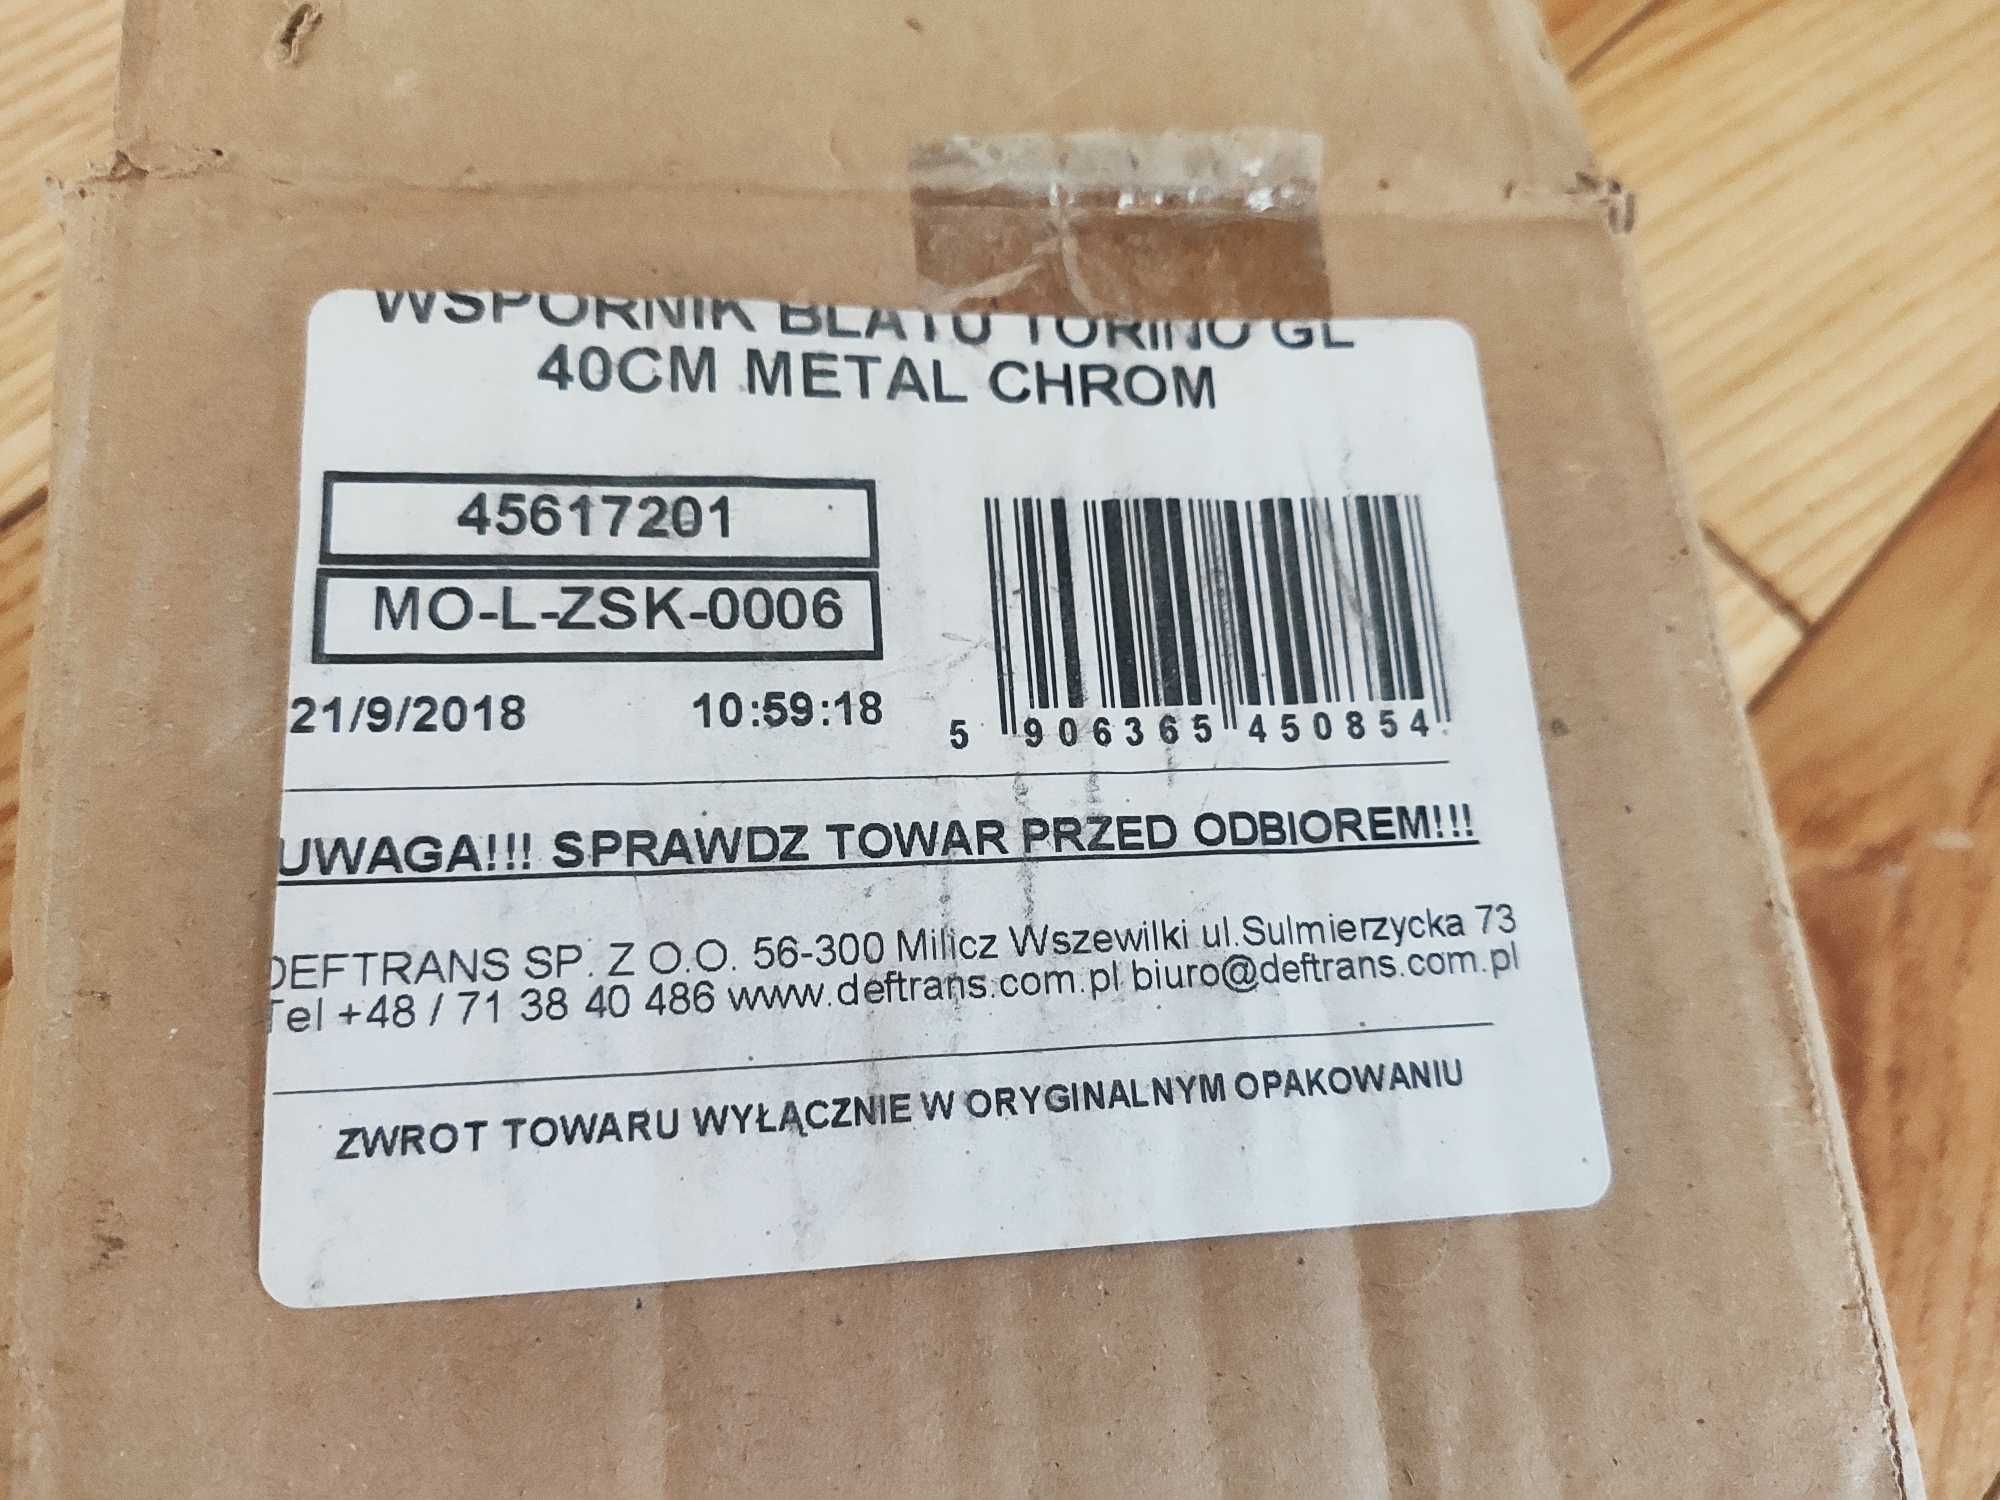 WSPORNIK BLATU TORINO GL
40CM METAL CHROM
45617201
MO-L-ZSK-0006
21/9/2018 10:59:18
5 906365 450854
UWAGA!!! SPRAWDZ TOWAR PRZED ODBIOREM!!!
DEFTRANS SP. Z O.O. 56-300 Milicz Wszewilki ul.Sulmierzycka 73
Tel +48 / 71 38 40 486 www.deftrans.com.pl biuro@deftrans.com.pl
ZWROT TOWARU WYŁĄCZNIE W ORYGINALNYM OPAKOWANIU